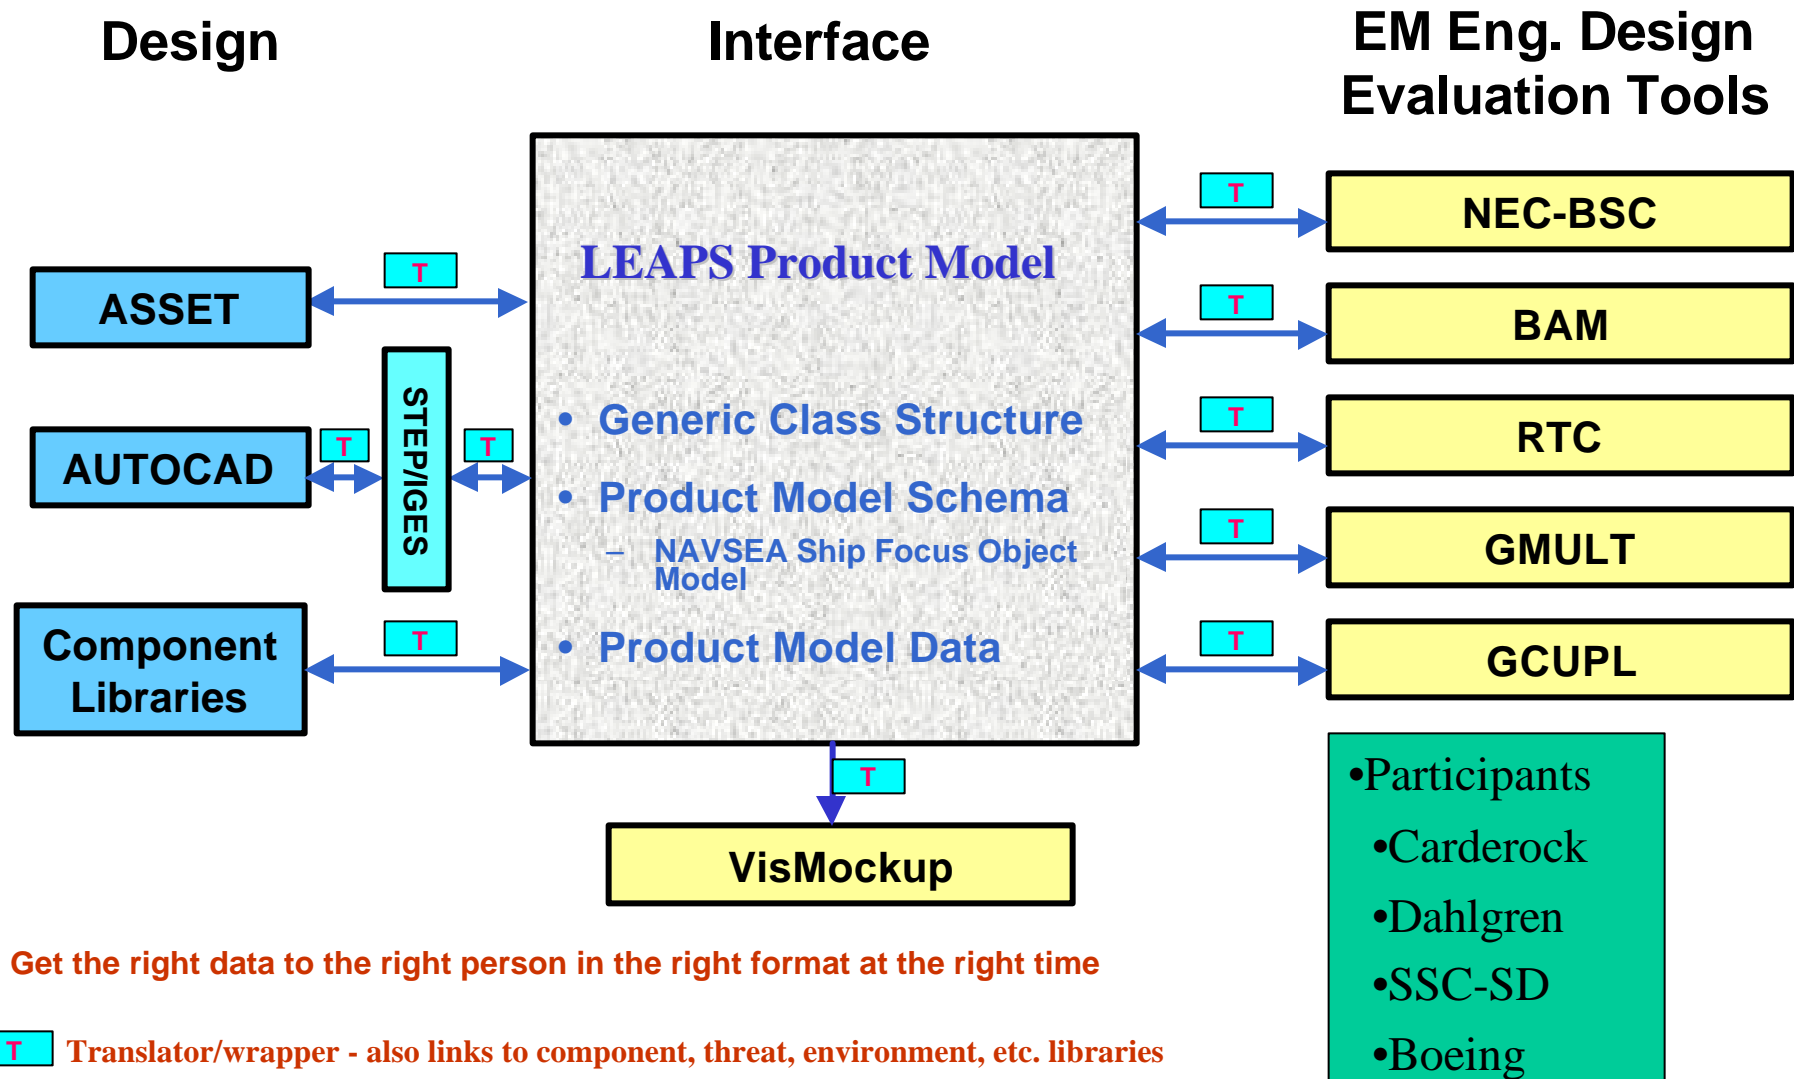 Design
Interface
EM Eng. Design
Evaluation Tools
ASSET
T
AUTOCAD
T
STEP/IGES
T
Component
Libraries
T
LEAPS Product Model
• Generic Class Structure
• Product Model Schema
– NAVSEA Ship Focus Object
Model
• Product Model Data
T
NEC-BSC
T
BAM
T
RTC
T
GMULT
T
GCUPL
T
VisMockup
•Participants
•Carderock
•Dahlgren
•SSC-SD
•Boeing
Get the right data to the right person in the right format at the right time
T Translator/wrapper - also links to component, threat, environment, etc. libraries